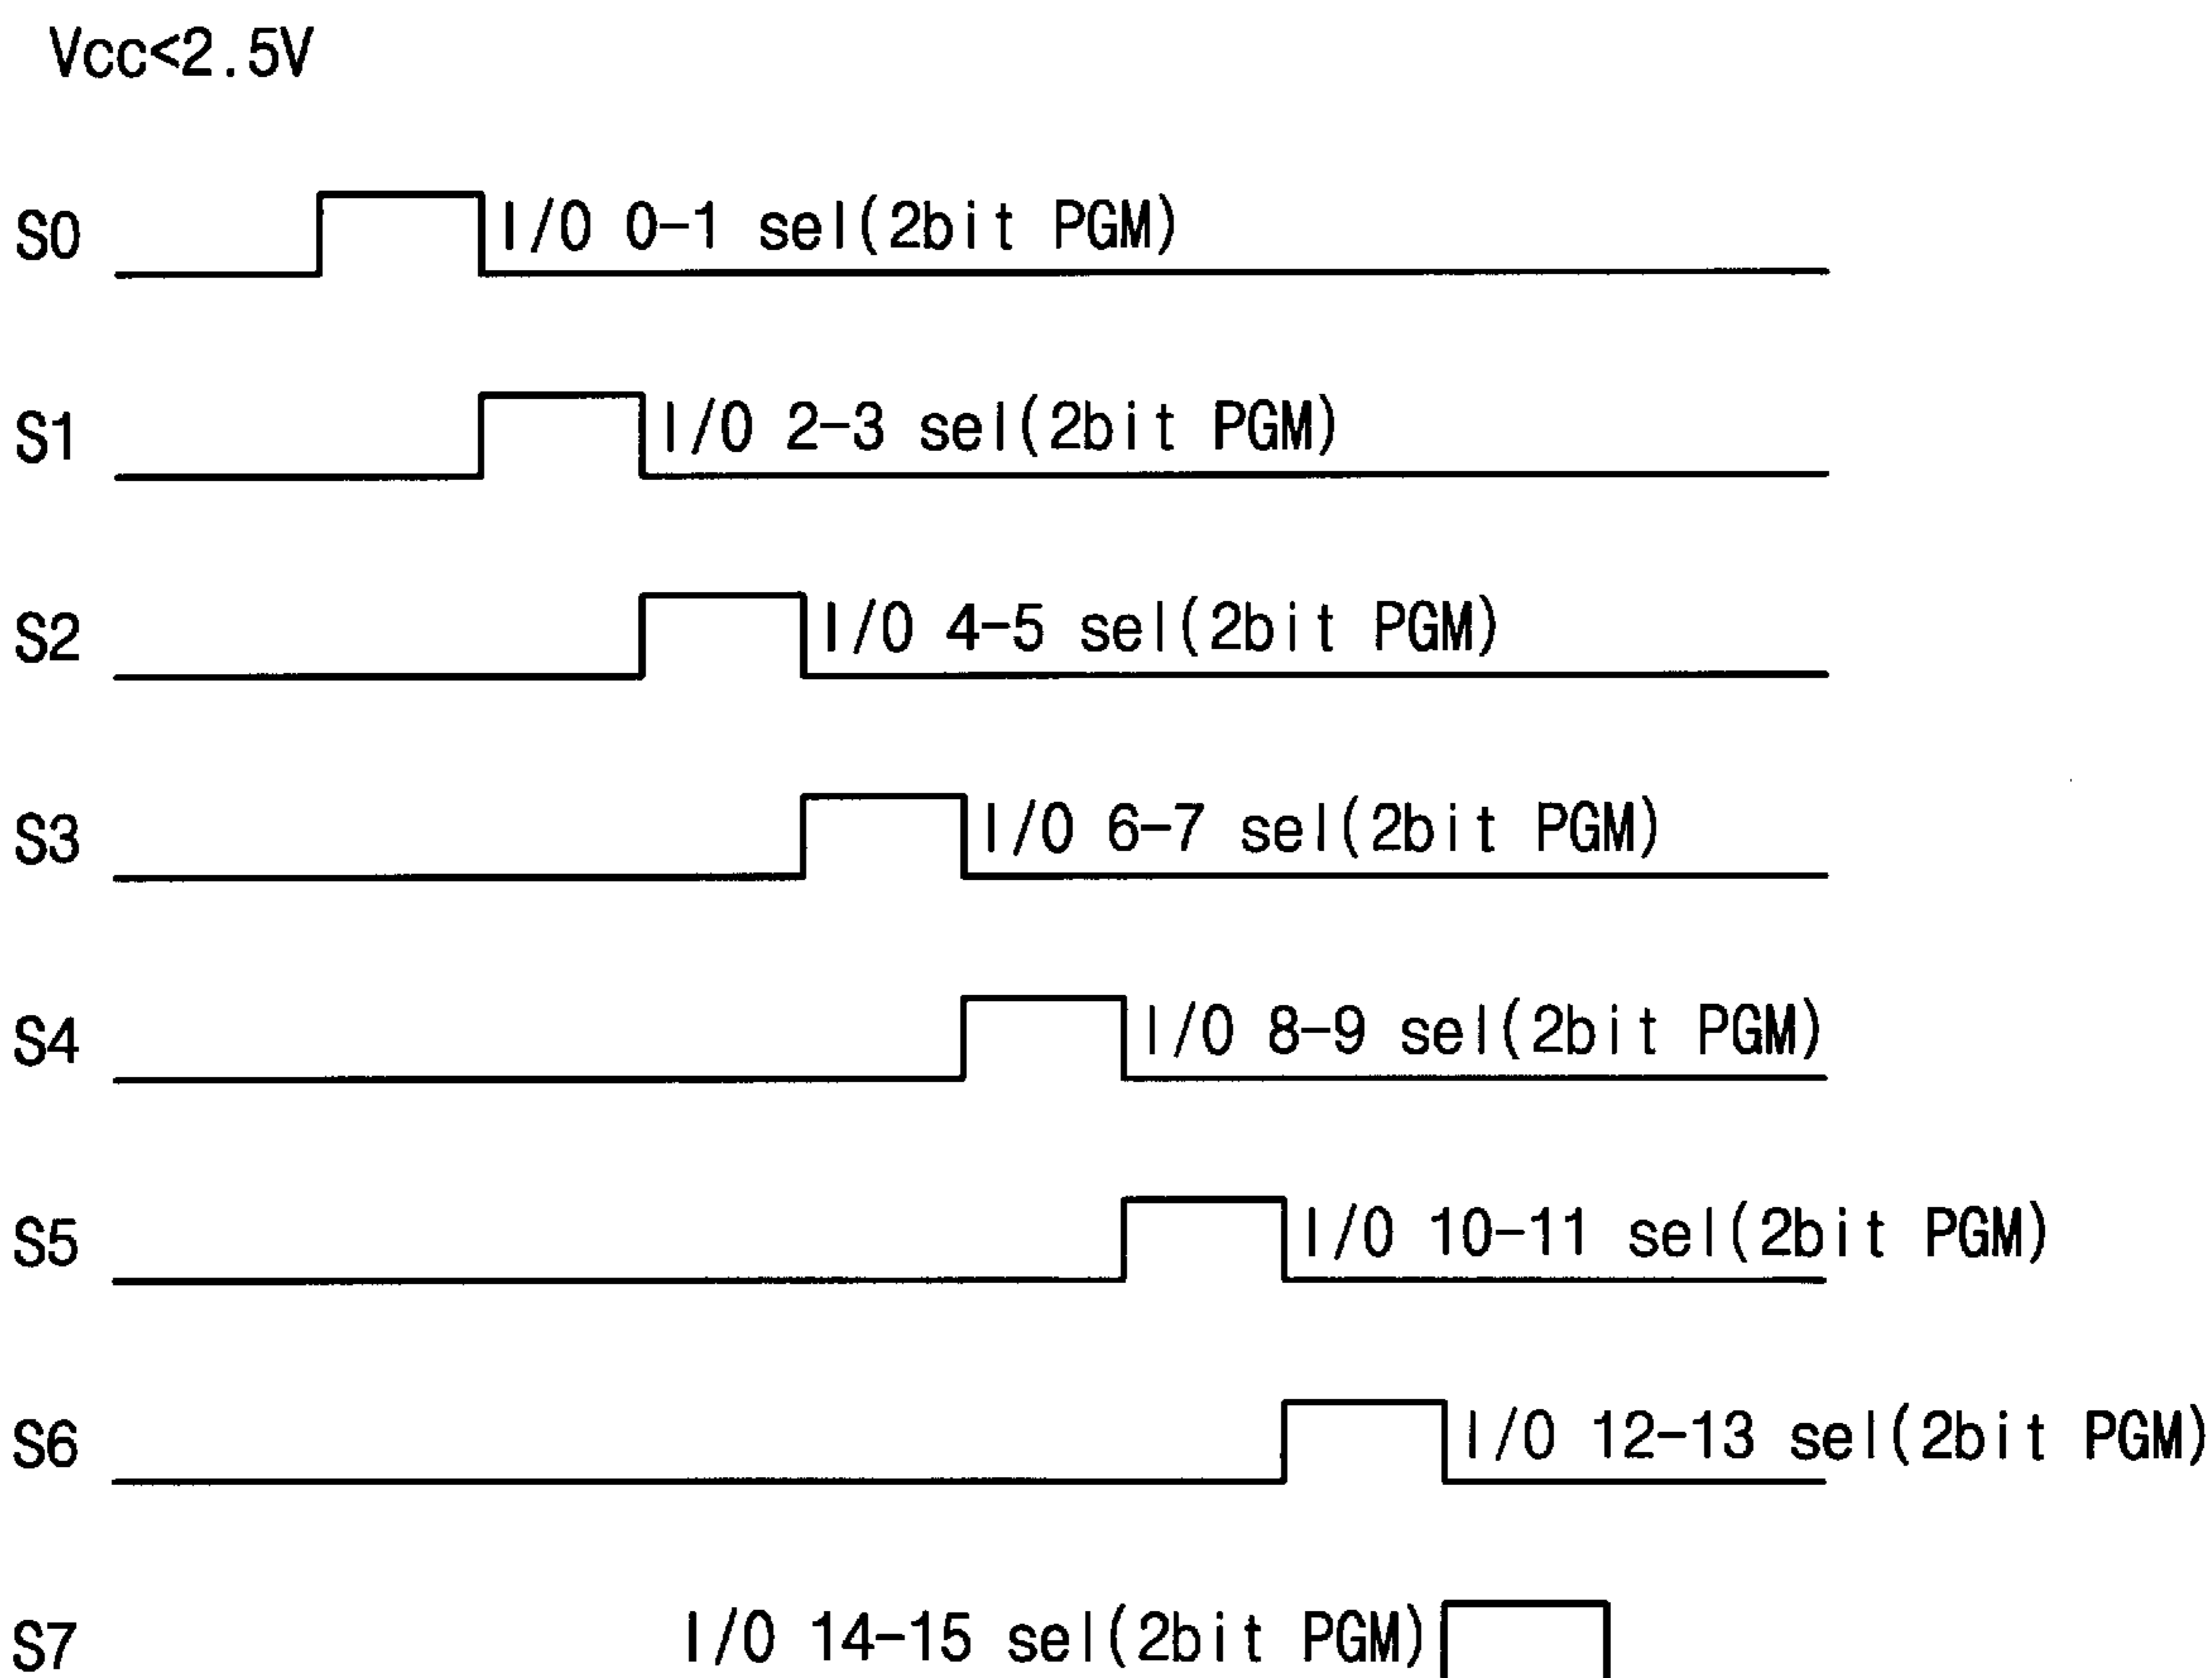 Vcc<2.5V
S0 I/O 0-1 sel(2bit PGM)
S1 I/O 2-3 sel(2bit PGM)
S2 I/O 4-5 sel(2bit PGM)
S3 I/O 6-7 sel(2bit PGM)
S4 I/O 8-9 sel(2bit PGM)
S5 I/O 10-11 sel(2bit PGM)
S6 I/O 12-13 sel(2bit PGM)
S7 I/O 14-15 sel(2bit PGM)